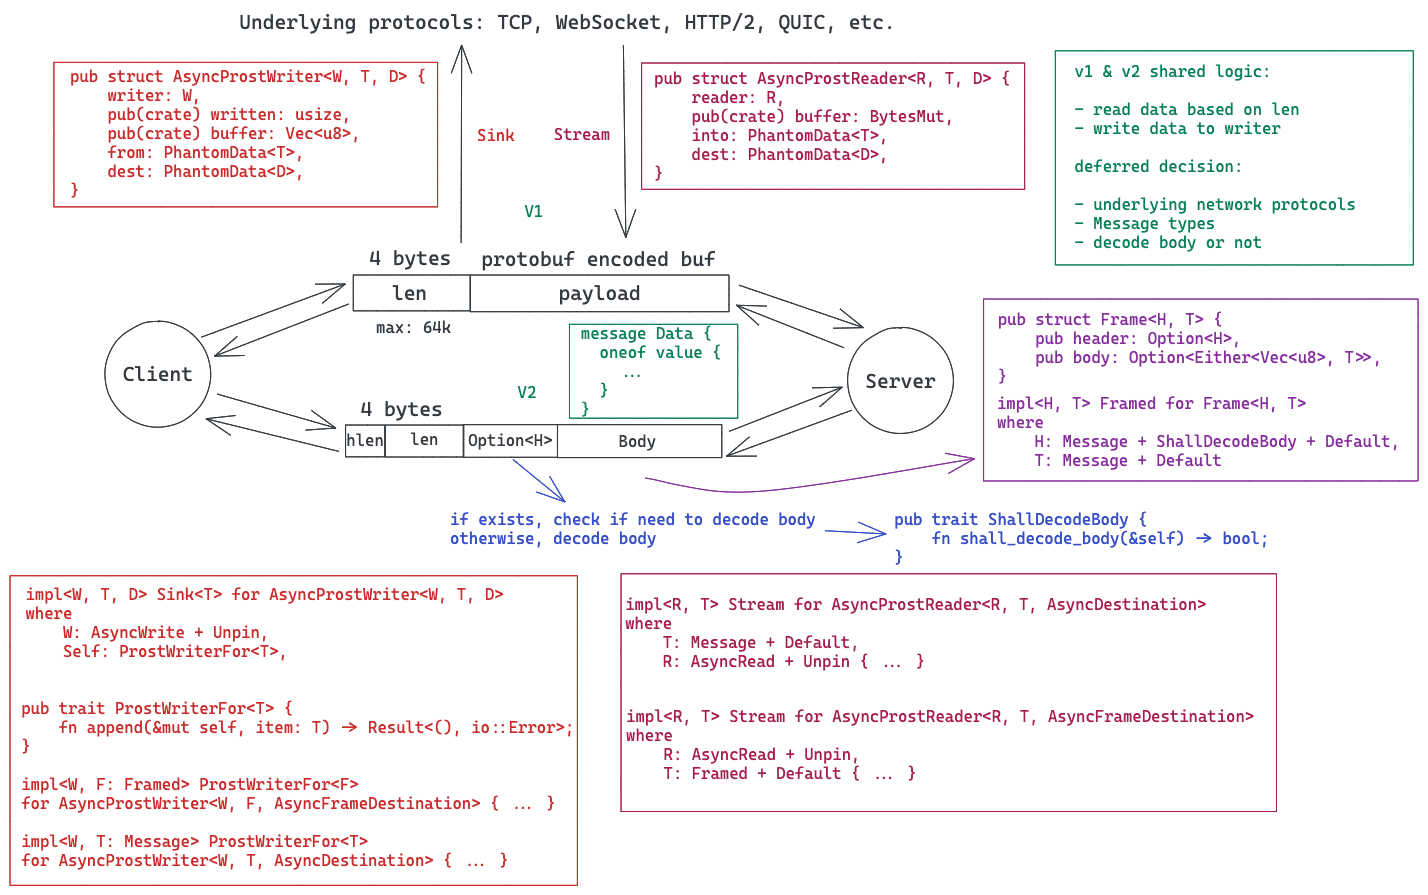 Underlying protocols: TCP, WebSocket, HTTP/2, QUIC, etc.
pub struct AsyncProstWriter<W, T, D> {
    writer: W,
    pub(crate) written: usize,
    pub(crate) buffer: Vec<u8>,
    from: PhantomData<T>,
    dest: PhantomData<D>,
}
Sink
Stream
pub struct AsyncProstReader<R, T, D> {
    reader: R,
    pub(crate) buffer: BytesMut,
    into: PhantomData<T>,
    dest: PhantomData<D>,
}
v1 & v2 shared logic:
- read data based on len
- write data to writer
deferred decision:
- underlying network protocols
- Message types
- decode body or not
V1
4 bytes
protobuf encoded buf
len
payload
max: 64k
message Data {
  oneof value {
    ...
  }
}
Client
Server
V2
4 bytes
hlen
len
Option<H>
Body
pub struct Frame<H, T> {
    pub header: Option<H>,
    pub body: Option<Either<Vec<u8>, T>>,
}
impl<H, T> Framed for Frame<H, T>
where
    H: Message + ShallDecodeBody + Default,
    T: Message + Default
if exists, check if need to decode body
otherwise, decode body
pub trait ShallDecodeBody {
    fn shall_decode_body(&self) -> bool;
}
impl<W, T, D> Sink<T> for AsyncProstWriter<W, T, D>
where
    W: AsyncWrite + Unpin,
    Self: ProstWriterFor<T>,
pub trait ProstWriterFor<T> {
    fn append(&mut self, item: T) -> Result<(), io::Error>;
}
impl<W, F: Framed> ProstWriterFor<F>
for AsyncProstWriter<W, F, AsyncFrameDestination> { ... }
impl<W, T: Message> ProstWriterFor<T>
for AsyncProstWriter<W, T, AsyncDestination> { ... }
impl<R, T> Stream for AsyncProstReader<R, T, AsyncDestination>
where
    T: Message + Default,
    R: AsyncRead + Unpin { ... }
impl<R, T> Stream for AsyncProstReader<R, T, AsyncFrameDestination>
where
    R: AsyncRead + Unpin,
    T: Framed + Default { ... }